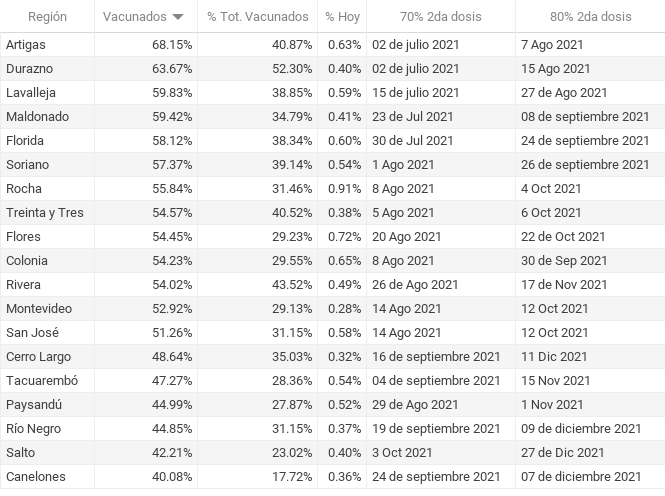 Región Vacunados % Tot. Vacunados % Hoy 70% 2da dosis 80% 2da dosis
Artigas 68.15% 40.87% 0.63% 02 de julio 2021 7 Ago 2021
Durazno 63.67% 52.30% 0.40% 02 de julio 2021 15 Ago 2021
Lavalleja 59.83% 38.85% 0.59% 15 de julio 2021 27 de Ago 2021
Maldonado 59.42% 34.79% 0.41% 23 de Jul 2021 08 de septiembre 2021
Florida 58.12% 38.34% 0.60% 30 de Jul 2021 24 de septiembre 2021
Soriano 57.37% 39.14% 0.54% 1 Ago 2021 26 de septiembre 2021
Rocha 55.84% 31.46% 0.91% 8 Ago 2021 4 Oct 2021
Treinta y Tres 54.57% 40.52% 0.38% 5 Ago 2021 6 Oct 2021
Flores 54.45% 29.23% 0.72% 20 Ago 2021 22 de Oct 2021
Colonia 54.23% 29.55% 0.65% 8 Ago 2021 30 de Sep 2021
Rivera 54.02% 43.52% 0.49% 26 de Ago 2021 17 de Nov 2021
Montevideo 52.92% 29.13% 0.28% 14 Ago 2021 12 Oct 2021
San José 51.26% 31.15% 0.58% 14 Ago 2021 12 Oct 2021
Cerro Largo 48.64% 35.03% 0.32% 16 de septiembre 2021 11 Dic 2021
Tacuarembó 47.27% 28.36% 0.54% 04 de septiembre 2021 15 Nov 2021
Paysandú 44.99% 27.87% 0.52% 29 de Ago 2021 1 Nov 2021
Río Negro 44.85% 31.15% 0.37% 19 de septiembre 2021 09 de diciembre 2021
Salto 42.21% 23.02% 0.40% 3 Oct 2021 27 de Dic 2021
Canelones 40.08% 17.72% 0.36% 24 de septiembre 2021 07 de diciembre 2021